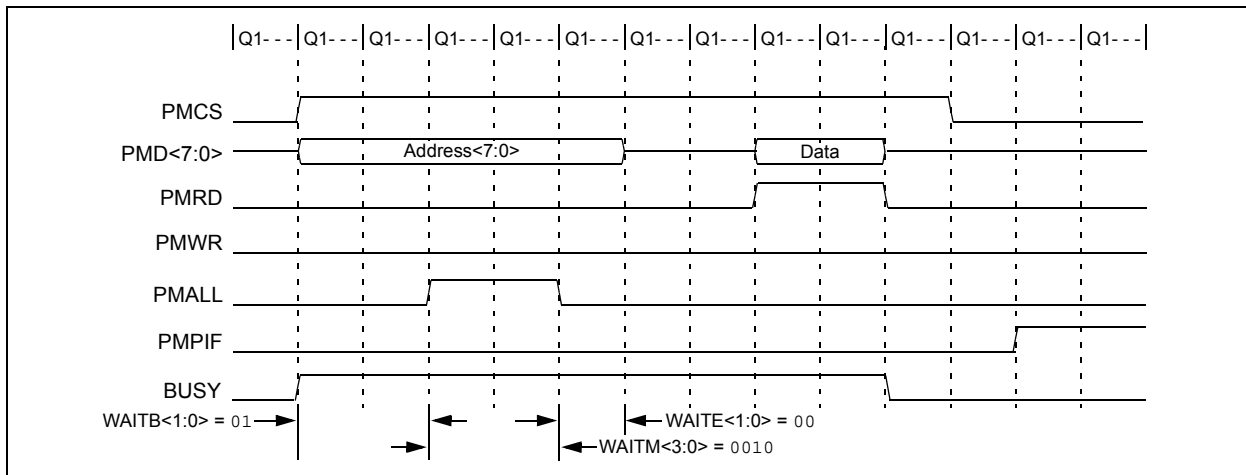 Q1- - - Q1- - - Q1- - - Q1- - - Q1- - - Q1- - - Q1- - - Q1- - - Q1- - - Q1- - - Q1- - - Q1- - - Q1- - - Q1- - -
PMCS
PMD<7:0> Address<7:0> Data
PMRD
PMWR
PMALL
PMPIF
BUSY
WAITB<1:0> = 01 WAITE<1:0> = 00
WAITM<3:0> = 0010